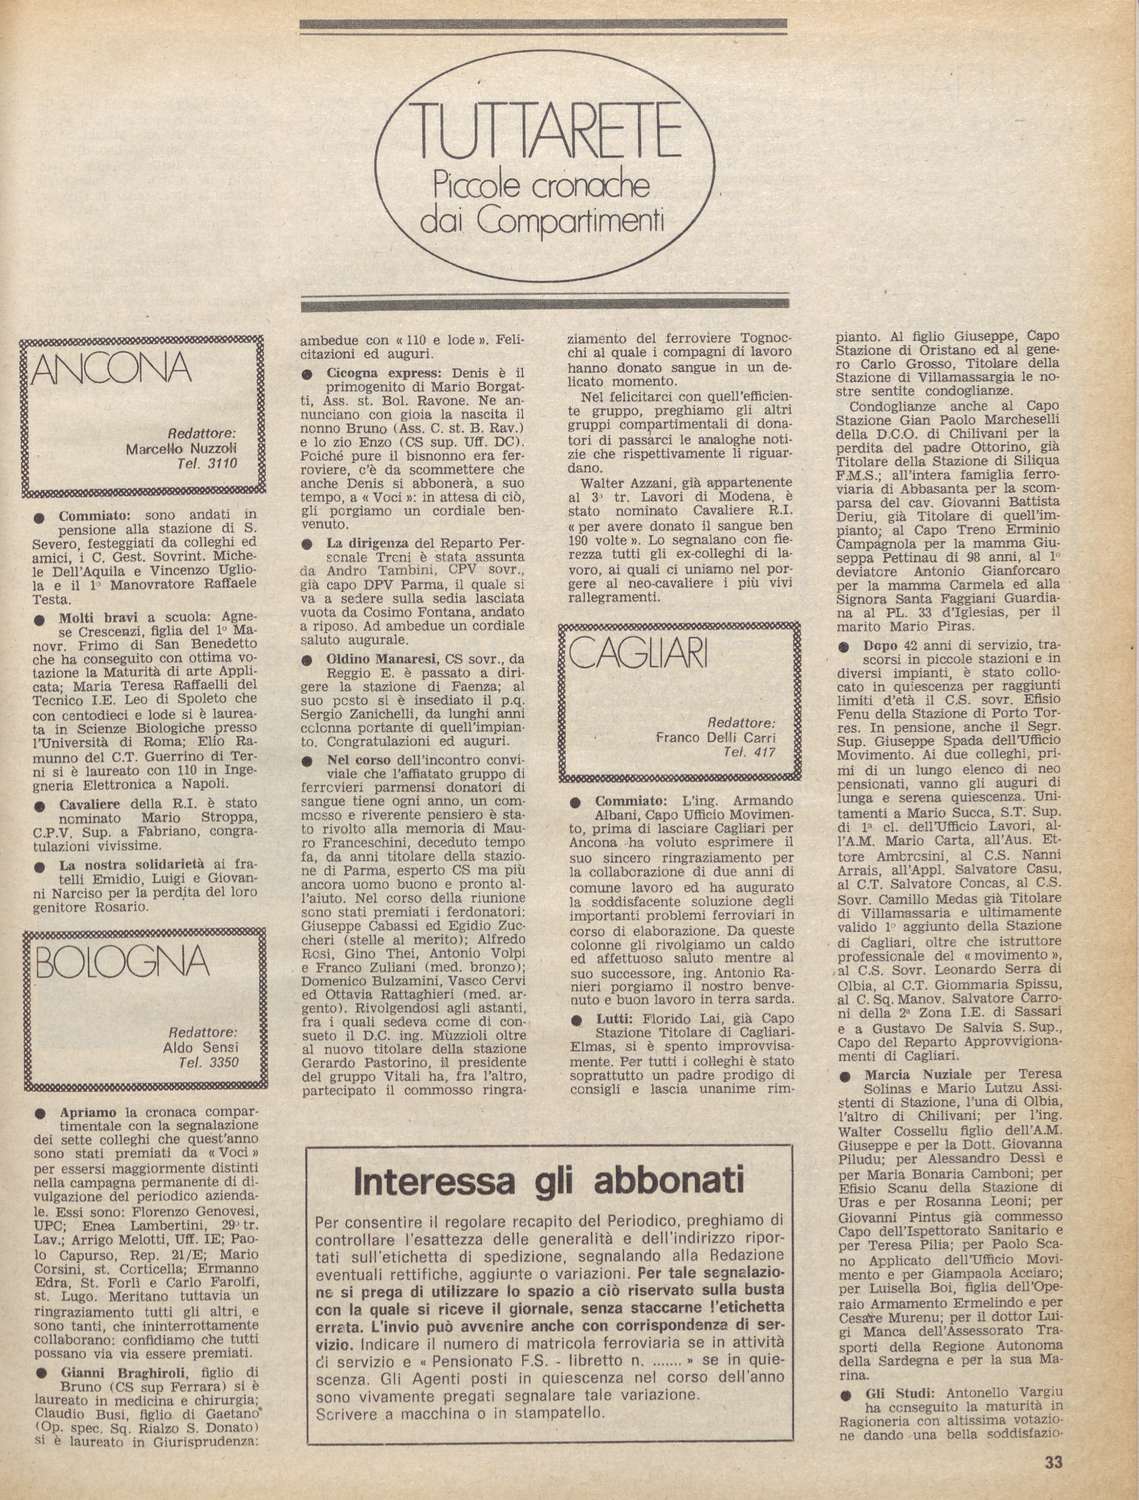 TUTTARETE
Piccole cronache
dai Compartimenti
ANCONA
Redattore:
Marcello Nuzzoli
Tel. 3110
● Commiato: sono andati in
pensione alla stazione di S.
Severo, festeggiati da colleghi ed
amici, i C. Gest. Sovrint. Miche-
le Dell'Aquila e Vincenzo Uglio-
la e il 1° Manovratore Raffaele
Testa.
● Molti bravi a scuola: Agne-
se Crescenzi, figlia del 1° Ma-
novr. Primo di San Benedetto
che ha conseguito con ottima vo-
tazione la Maturità di arte Appli-
cata; Maria Teresa Raffaelli del
Tecnico I.E. Leo di Spoleto che
con centodieci e lode si è laurea-
ta in Scienze Biologiche presso
l'Università di Roma; Elio Ra-
munno del C.T. Guerrino di Ter-
ni si è laureato con 110 in Inge-
gneria Elettronica a Napoli.
● Cavaliere della R.I. è stato
nominato Mario Stroppa,
C.P.V. Sup. a Fabriano, congra-
tulazioni vivissime.
● La nostra solidarietà ai fra-
telli Emidio, Luigi e Giovan-
ni Narciso per la perdita del loro
genitore Rosario.
BOLOGNA
Redattore:
Aldo Sensi
Tel. 3350
● Apriamo la cronaca compar-
timentale con la segnalazione
dei sette colleghi che quest'anno
sono stati premiati da « Voci »
per essersi maggiormente distinti
nella campagna permanente di di-
vulgazione del periodico azienda-
le. Essi sono: Florenzo Genovesi,
UPC; Enea Lambertini, 29° tr.
Lav.; Arrigo Melotti, Uff. IE; Pao-
lo Capurso, Rep. 21/E; Mario
Corsini, st. Corticella; Ermanno
Edra, St. Forlì e Carlo Farolfi,
st. Lugo. Meritano tuttavia un
ringraziamento tutti gli altri, e
sono tanti, che ininterrottamente
collaborano: confidiamo che tutti
possano via via essere premiati.
● Gianni Braghiroli, figlio di
Bruno (CS sup Ferrara) si è
laureato in medicina e chirurgia;
Claudio Busi, figlio di Gaetano
(Op. spec. Sq. Rialzo S. Donato)
si è laureato in Giurisprudenza:
ambedue con « 110 e lode ». Feli-
citazioni ed auguri.
● Cicogna express: Denis è il
primogenito di Mario Borgat-
ti, Ass. st. Bol. Ravone. Ne an-
nunciano con gioia la nascita il
nonno Bruno (Ass. C. st. B. Rav.)
e lo zio Enzo (CS sup. Uff. DC).
Poiché pure il bisnonno era fer-
roviere, c'è da scommettere che
anche Denis si abbonerà, a suo
tempo, a « Voci »: in attesa di ciò,
gli porgiamo un cordiale ben-
venuto.
● La dirigenza del Reparto Per-
sonale Treni è stata assunta
da Andro Tambini, CPV sovr.,
già capo DPV Parma, il quale si
va a sedere sulla sedia lasciata
vuota da Cosimo Fontana, andato
a riposo. Ad ambedue un cordiale
saluto augurale.
● Oldino Manaresi, CS sovr., da
Reggio E. è passato a diri-
gere la stazione di Faenza; al
suo posto si è insediato il p.q.
Sergio Zanichelli, da lunghi anni
colonna portante di quell'impian-
to. Congratulazioni ed auguri.
● Nel corso dell'incontro convi-
viale che l'affiatato gruppo di
ferrovieri parmensi donatori di
sangue tiene ogni anno, un com-
mosso e riverente pensiero è sta-
to rivolto alla memoria di Mau-
ro Franceschini, deceduto tempo
fa, da anni titolare della stazio-
ne di Parma, esperto CS ma più
ancora uomo buono e pronto al-
l'aiuto. Nel corso della riunione
sono stati premiati i ferdonatori:
Giuseppe Cabassi ed Egidio Zuc-
cheri (stelle al merito); Alfredo
Rosi, Gino Thei, Antonio Volpi
e Franco Zuliani (med. bronzo);
Domenico Bulzamini, Vasco Cervi
ed Ottavia Rattaghieri (med. ar-
gento). Rivolgendosi agli astanti,
fra i quali sedeva come di con-
sueto il D.C. ing. Muzzioli oltre
al nuovo titolare della stazione
Gerardo Pastorino, il presidente
del gruppo Vitali ha, fra l'altro,
partecipato il commosso ringra-
ziamento del ferroviere Tognoc-
chi al quale i compagni di lavoro
hanno donato sangue in un de-
licato momento.
Nel felicitarci con quell'efficien-
te gruppo, preghiamo gli altri
gruppi compartimentali di dona-
tori di passarci le analoghe noti-
zie che rispettivamente li riguar-
dano.
Walter Azzani, già appartenente
al 3° tr. Lavori di Modena, è
stato nominato Cavaliere R.I.
« per avere donato il sangue ben
190 volte ». Lo segnalano con fie-
rezza tutti gli ex-colleghi di la-
voro, ai quali ci uniamo nel por-
gere al neo-cavaliere i più vivi
rallegramenti.
CAGLIARI
Redattore:
Franco Delli Carri
Tel. 417
● Commiato: L'ing. Armando
Albani, Capo Ufficio Movimen-
to, prima di lasciare Cagliari per
Ancona ha voluto esprimere il
suo sincero ringraziamento per
la collaborazione di due anni di
comune lavoro ed ha augurato
la soddisfacente soluzione degli
importanti problemi ferroviari in
corso di elaborazione. Da queste
colonne gli rivolgiamo un caldo
ed affettuoso saluto mentre al
suo successore, ing. Antonio Ra-
nieri porgiamo il nostro benve-
nuto e buon lavoro in terra sarda.
● Lutti: Florido Lai, già Capo
Stazione Titolare di Cagliari-
Elmas, si è spento improvvisa-
mente. Per tutti i colleghi è stato
soprattutto un padre prodigo di
consigli e lascia unanime rim-
pianto. Al figlio Giuseppe, Capo
Stazione di Oristano ed al gene-
ro Carlo Grosso, Titolare della
Stazione di Villamassargia le no-
stre sentite condoglianze.
Condoglianze anche al Capo
Stazione Gian Paolo Marcheselli
della D.C.O. di Chilivani per la
perdita del padre Ottorino, già
Titolare della Stazione di Siliqua
F.M.S.; all'intera famiglia ferro-
viaria di Abbasanta per la scom-
parsa del cav. Giovanni Battista
Deriu, già Titolare di quell'im-
pianto; al Capo Treno Erminio
Campagnola per la mamma Giu-
seppa Pettinau di 98 anni, al 1°
deviatore Antonio Gianforcaro
per la mamma Carmela ed alla
Signora Santa Faggiani Guardia-
na al PL. 33 d'Iglesias, per il
marito Mario Piras.
● Dopo 42 anni di servizio, tra-
scorsi in piccole stazioni e in
diversi impianti, è stato collo-
cato in quiescenza per raggiunti
limiti d'età il C.S. sovr. Efisio
Fenu della Stazione di Porto Tor-
res. In pensione, anche il Segr.
Sup. Giuseppe Spada dell'Ufficio
Movimento. Ai due colleghi, pri-
mi di un lungo elenco di neo
pensionati, vanno gli auguri di
lunga e serena quiescenza. Uni-
tamenti a Mario Succa, S.T. Sup.
di 1ª cl. dell'Ufficio Lavori, al-
l'A.M. Mario Carta, all'Aus. Et-
tore Ambrosini, al C.S. Nanni
Arrais, all'Appl. Salvatore Casu,
al C.T. Salvatore Concas, al C.S.
Sovr. Camillo Medas già Titolare
di Villamassaria e ultimamente
valido 1° aggiunto della Stazione
di Cagliari, oltre che istruttore
professionale del « movimento »,
al C.S. Sovr. Leonardo Serra di
Olbia, al C.T. Giommaria Spissu,
al C. Sq. Manov. Salvatore Carro-
ni della 2ª Zona I.E. di Sassari
e a Gustavo De Salvia S. Sup.,
Capo del Reparto Approvvigiona-
menti di Cagliari.
● Marcia Nuziale per Teresa
Solinas e Mario Lutzu Assi-
stenti di Stazione, l'una di Olbia,
l'altro di Chilivani; per l'ing.
Walter Cossellu figlio dell'A.M.
Giuseppe e per la Dott. Giovanna
Piludu; per Alessandro Dessì e
per Maria Bonaria Camboni; per
Efisio Scanu della Stazione di
Uras e per Rosanna Leoni; per
Giovanni Pintus già commesso
Capo dell'Ispettorato Sanitario e
per Teresa Pilia; per Paolo Sca-
no Applicato dell'Ufficio Movi-
mento e per Giampaola Acciaro;
per Luisella Boi, figlia dell'Ope-
raio Armamento Ermelindo e per
Cesare Murenu; per il dottor Lui-
gi Manca dell'Assessorato Tra-
sporti della Regione Autonoma
della Sardegna e per la sua Ma-
rina.
● Gli Studi: Antonello Vargiu
ha conseguito la maturità in
Ragioneria con altissima votazio-
ne dando una bella soddisfazio-
Interessa gli abbonati
Per consentire il regolare recapito del Periodico, preghiamo di
controllare l'esattezza delle generalità e dell'indirizzo ripor-
tati sull'etichetta di spedizione, segnalando alla Redazione
eventuali rettifiche, aggiunte o variazioni. Per tale segnalazio-
ne si prega di utilizzare lo spazio a ciò riservato sulla busta
con la quale si riceve il giornale, senza staccarne l'etichetta
errata. L'invio può avvenire anche con corrispondenza di ser-
vizio. Indicare il numero di matricola ferroviaria se in attività
di servizio e « Pensionato F.S. - libretto n. ....... » se in quie-
scenza. Gli Agenti posti in quiescenza nel corso dell'anno
sono vivamente pregati segnalare tale variazione.
Scrivere a macchina o in stampatello.
33